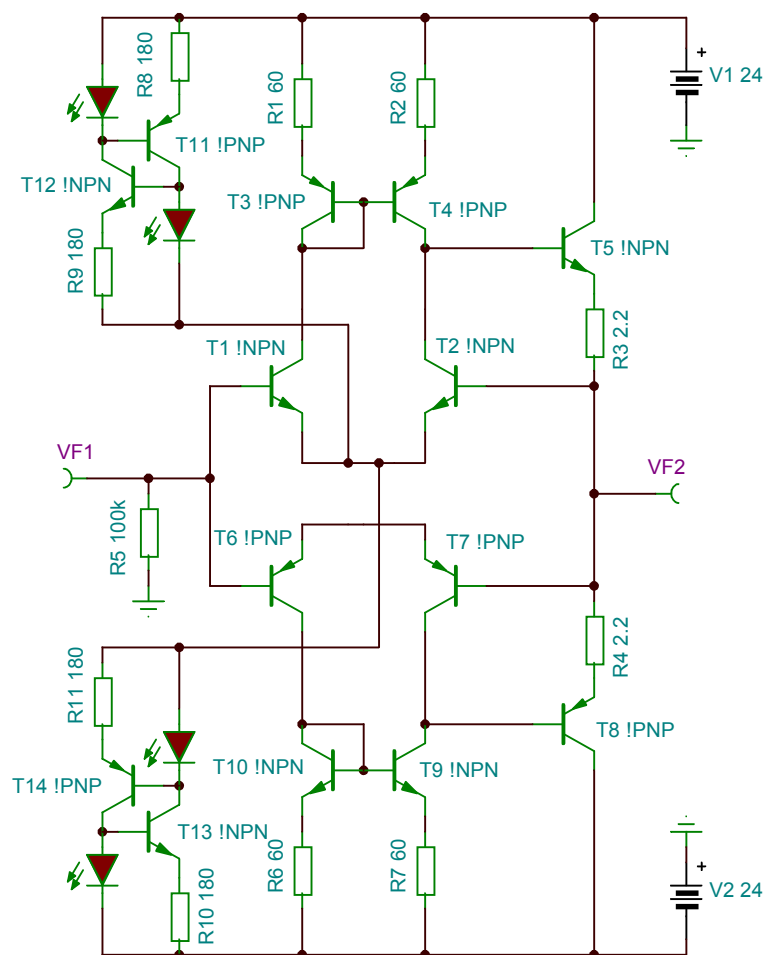 R8 180
R1 60
R2 60
+
V1 24
T11 !PNP
T12 !NPN
T3 !PNP
T4 !PNP
T5 !NPN
R9 180
R3 2.2
T1 !NPN
T2 !NPN
VF1
VF2
R5 100k
T6 !PNP
T7 !PNP
R4 2.2
R11 180
T8 !PNP
T14 !PNP
T10 !NPN
T9 !NPN
T13 !NPN
R6 60
R7 60
R10 180
+
V2 24